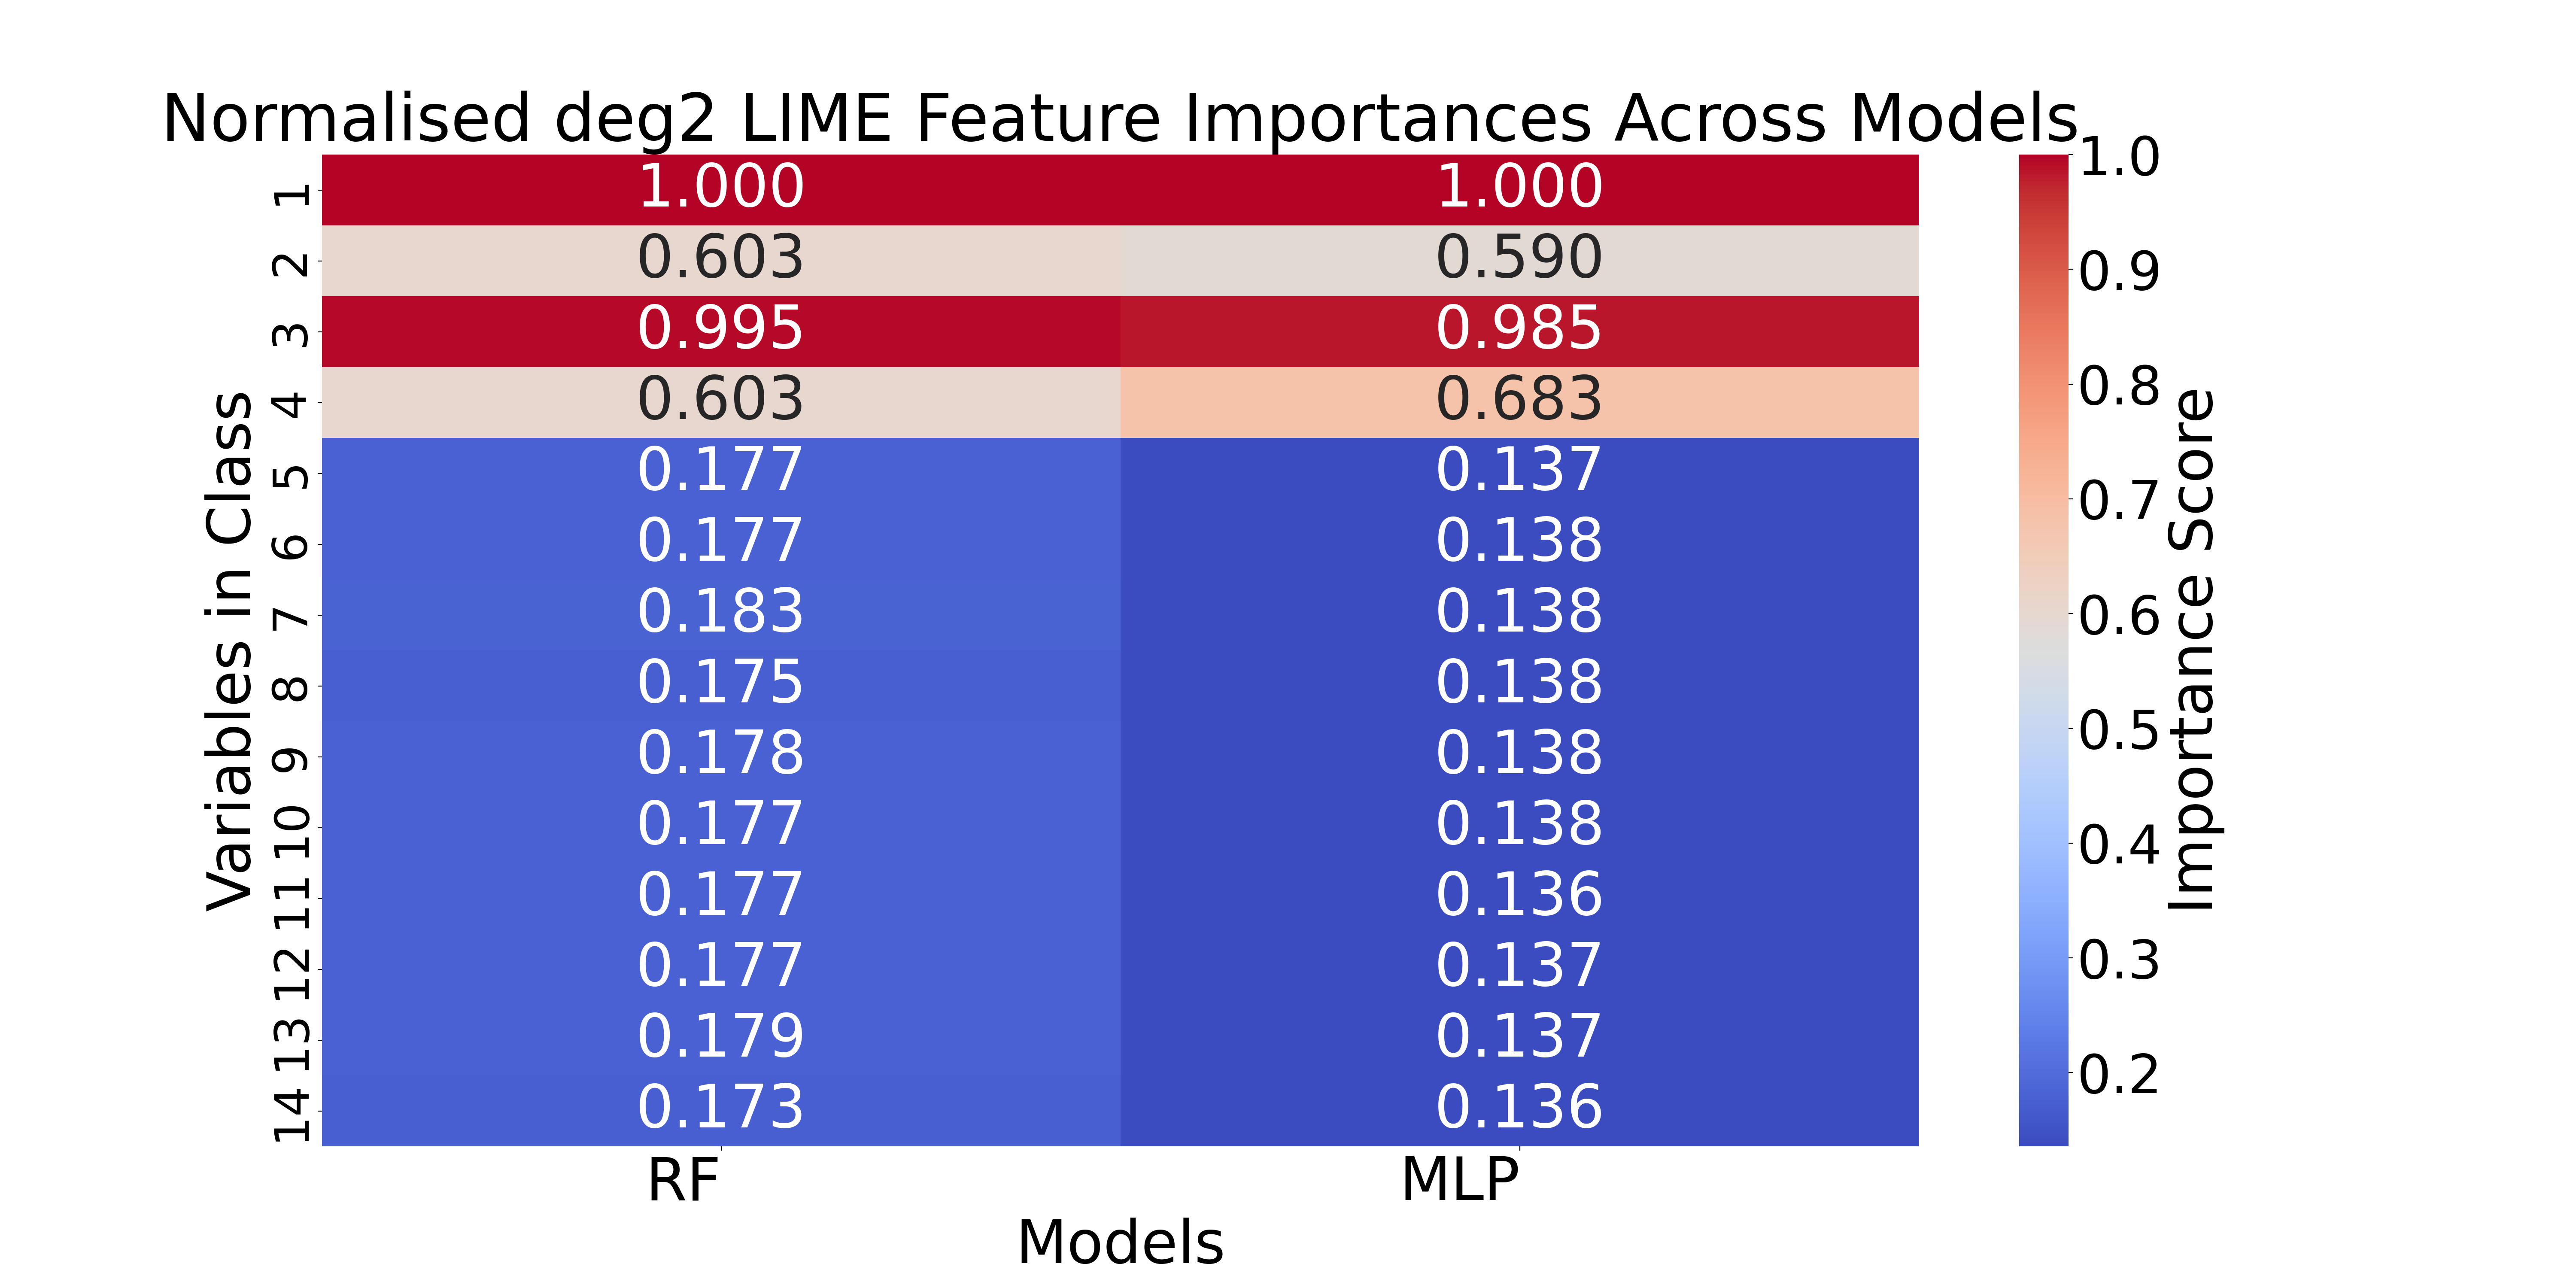 Normalised deg2 LIME Feature Importances Across Models
Variables in Class
1 1.000 1.000
2 0.603 0.590
3 0.995 0.985
4 0.603 0.683
5 0.177 0.137
6 0.177 0.138
7 0.183 0.138
8 0.175 0.138
9 0.178 0.138
10 0.177 0.138
11 0.177 0.136
12 0.177 0.137
13 0.179 0.137
14 0.173 0.136
RF MLP
Models
1.0
0.9
0.8
0.7
0.6
0.5
0.4
0.3
0.2
Importance Score